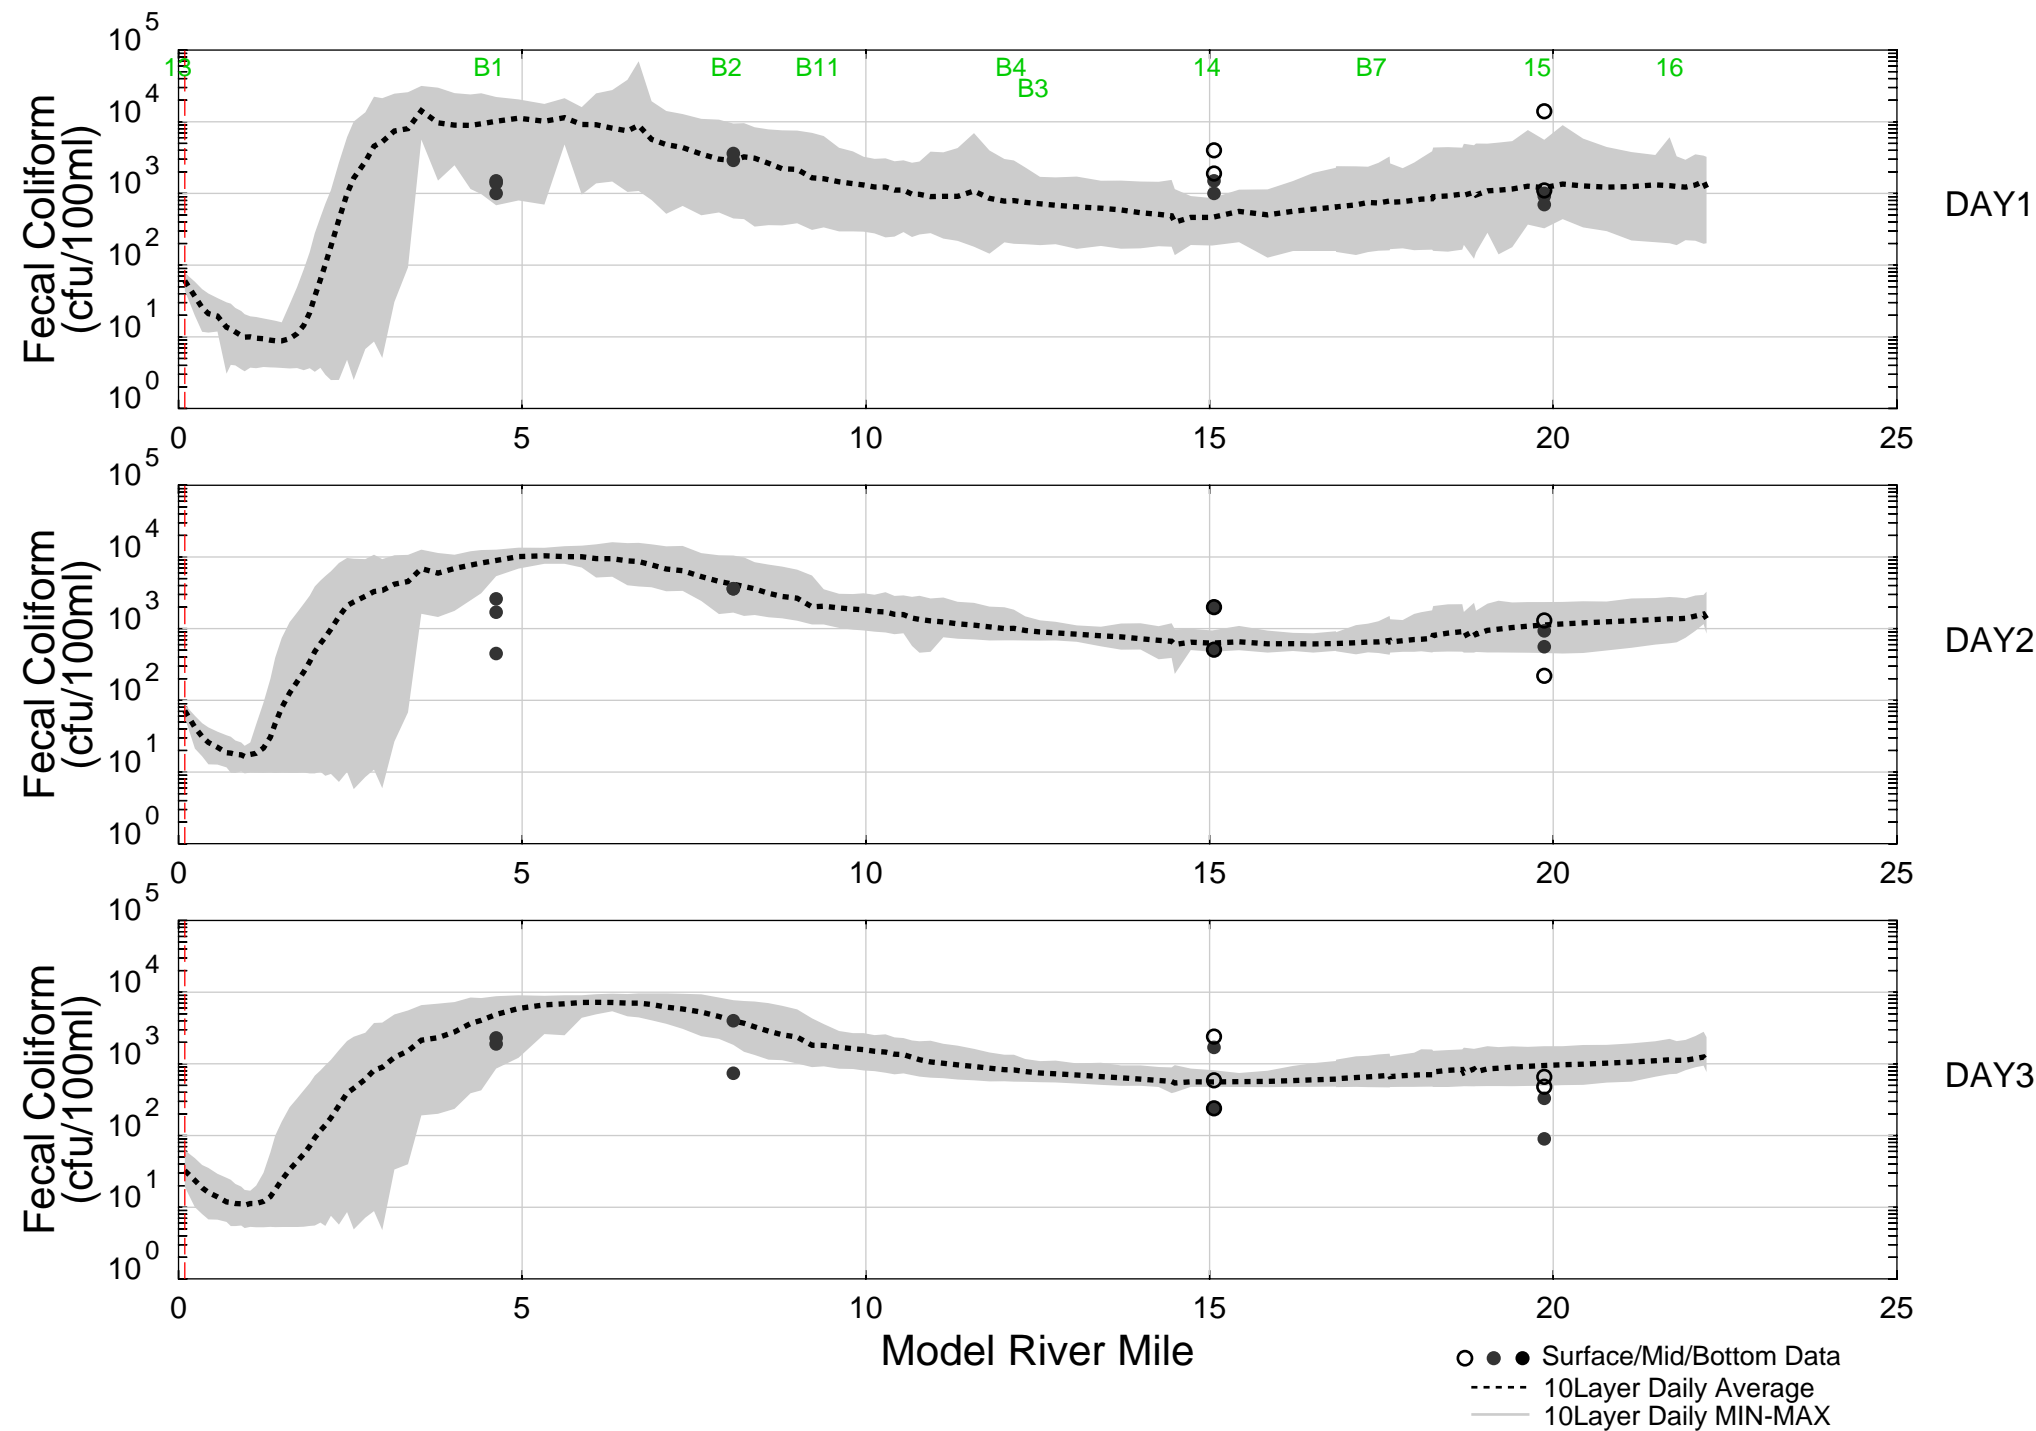 10^5
13 B1 B2 B11 B4 14 B7 15 16
B3
10^4
10^3
10^2
10^1
10^0
Fecal Coliform
(cfu/100ml)
DAY1
0 5 10 15 20 25
10^5
10^4
10^3
10^2
10^1
10^0
Fecal Coliform
(cfu/100ml)
DAY2
0 5 10 15 20 25
10^5
10^4
10^3
10^2
10^1
10^0
Fecal Coliform
(cfu/100ml)
DAY3
0 5 10 15 20 25
Model River Mile
Surface/Mid/Bottom Data
10Layer Daily Average
10Layer Daily MIN-MAX